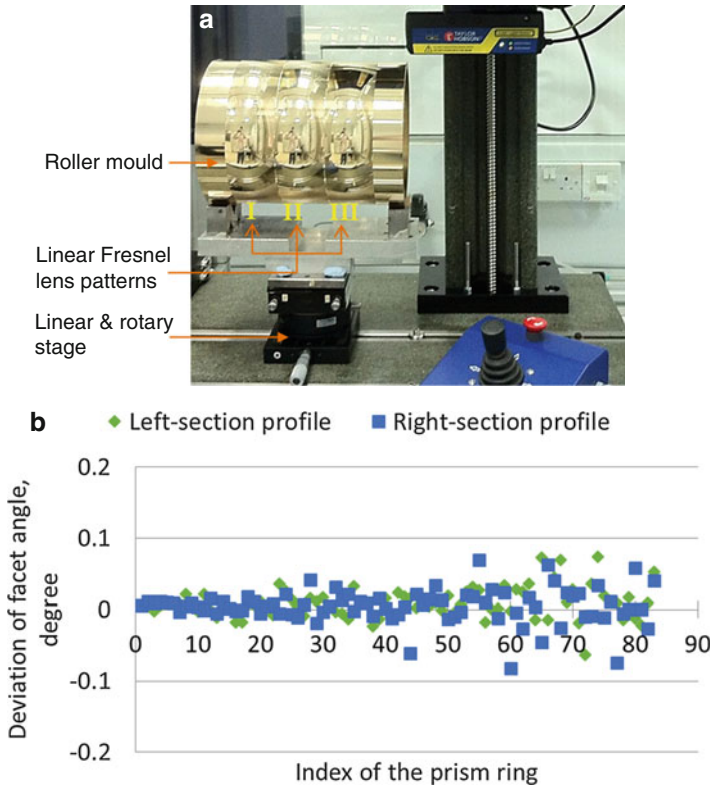 a
TAYLOR
HOBSON
Roller mould
I II III
Linear Fresnel
lens patterns
Linear & rotary
stage
b
Left-section profile Right-section profile
Deviation of facet angle,
degree
0.2
0.1
0
-0.1
-0.2
0 10 20 30 40 50 60 70 80 90
Index of the prism ring